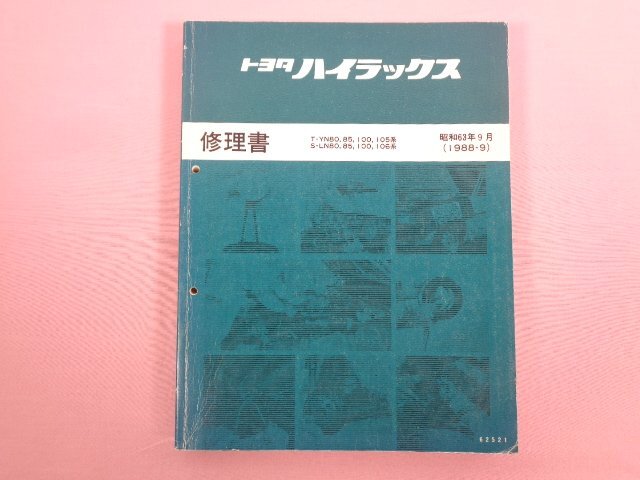 トヨタ ハイラックス
修理書
T-YN80, 85, 100, 105系
S-LN80, 85, 100, 106系
昭和63年9月
(1988-9)
62521